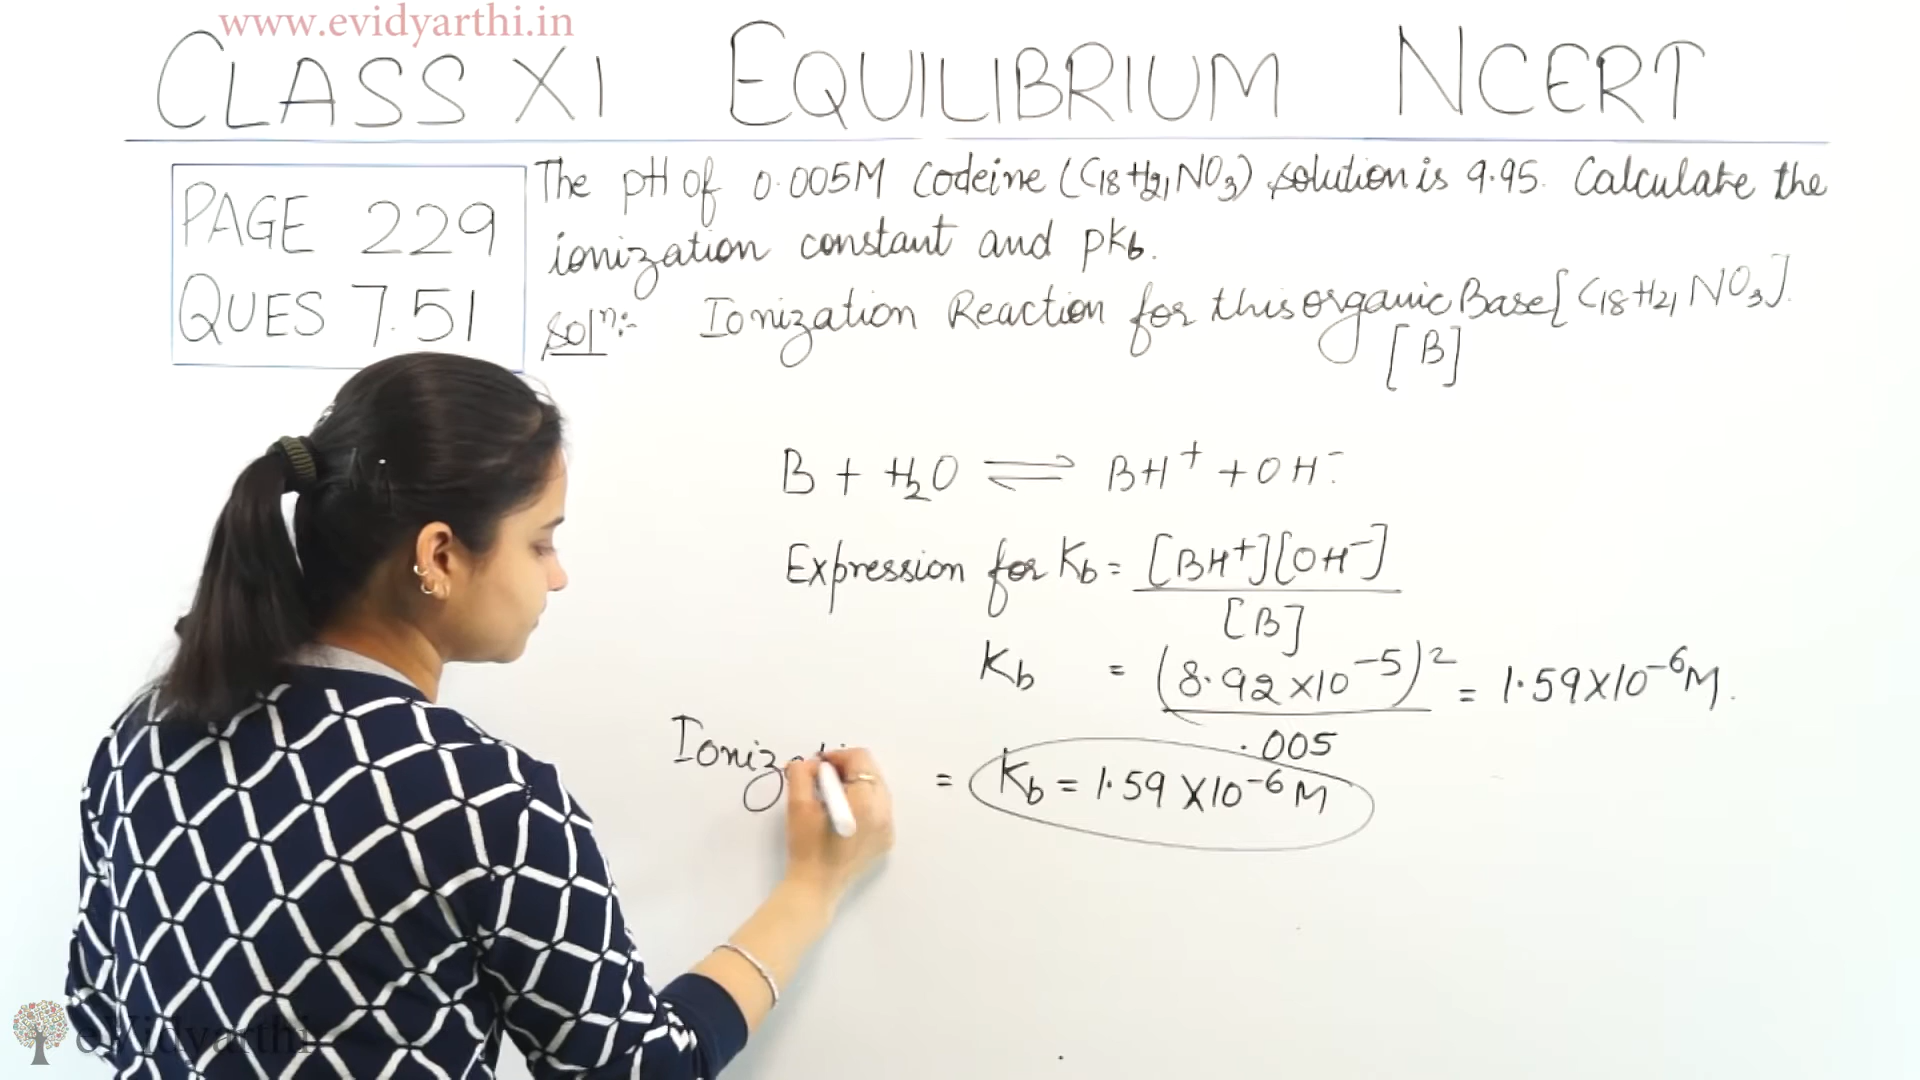 www.evidyarthi.in
CLASS XI EQUILIBRIUM NCERT
PAGE 229
QUES 7.51
The pH of 0.005M Codeine (C₁₈H₂₁NO₃) solution is 9.95. Calculate the
ionization constant and pKb.
Solⁿ:- Ionization Reaction for this organic Base [C₁₈H₂₁NO₃].
[B]
B + H₂O ⇌ BH⁺ + OH⁻.
Expression for Kb = [BH⁺][OH⁻] / [B]
Kb = (8.92×10⁻⁵)² / .005 = 1.59×10⁻⁶M.
= Kb = 1.59×10⁻⁶M
eVidyarthi